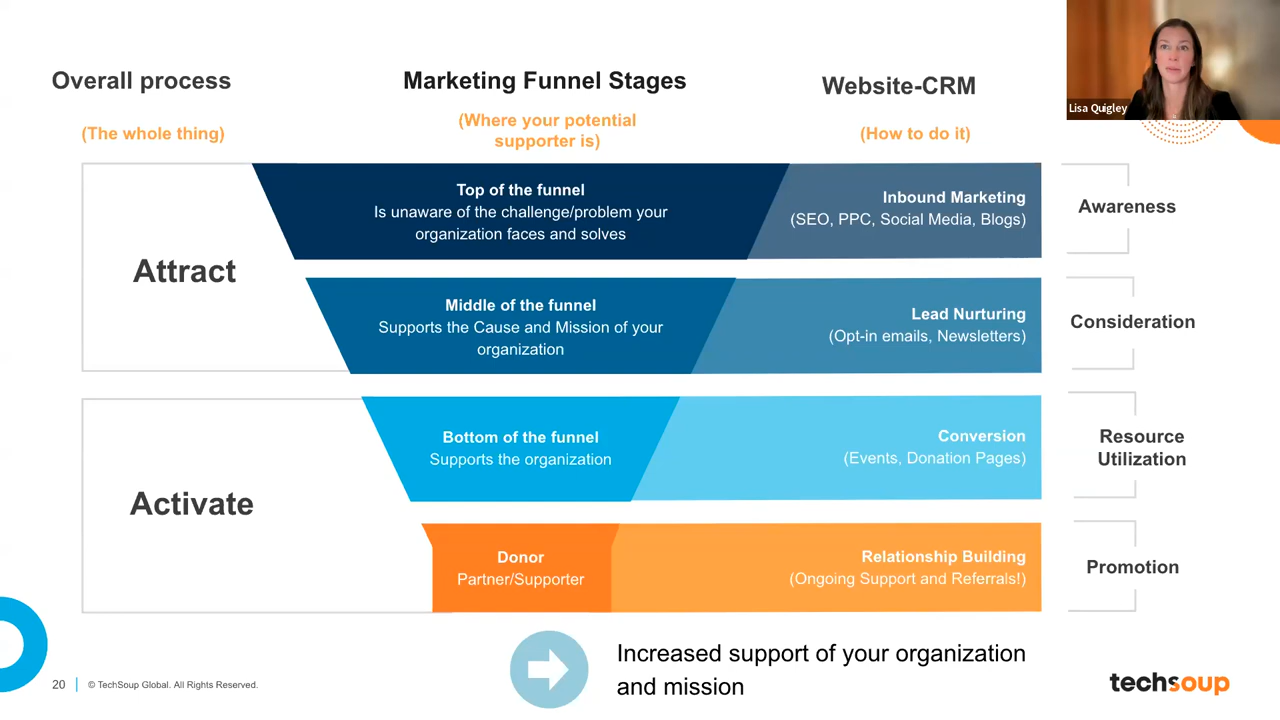 Overall process
(The whole thing)
Marketing Funnel Stages
(Where your potential
supporter is)
Website-CRM
(How to do it)
Lisa Quigley
Attract
Top of the funnel
Is unaware of the challenge/problem your
organization faces and solves
Inbound Marketing
(SEO, PPC, Social Media, Blogs)
Awareness
Middle of the funnel
Supports the Cause and Mission of your
organization
Lead Nurturing
(Opt-in emails, Newsletters)
Consideration
Activate
Bottom of the funnel
Supports the organization
Conversion
(Events, Donation Pages)
Resource
Utilization
Donor
Partner/Supporter
Relationship Building
(Ongoing Support and Referrals!)
Promotion
Increased support of your organization
and mission
20
© TechSoup Global. All Rights Reserved.
techsoup